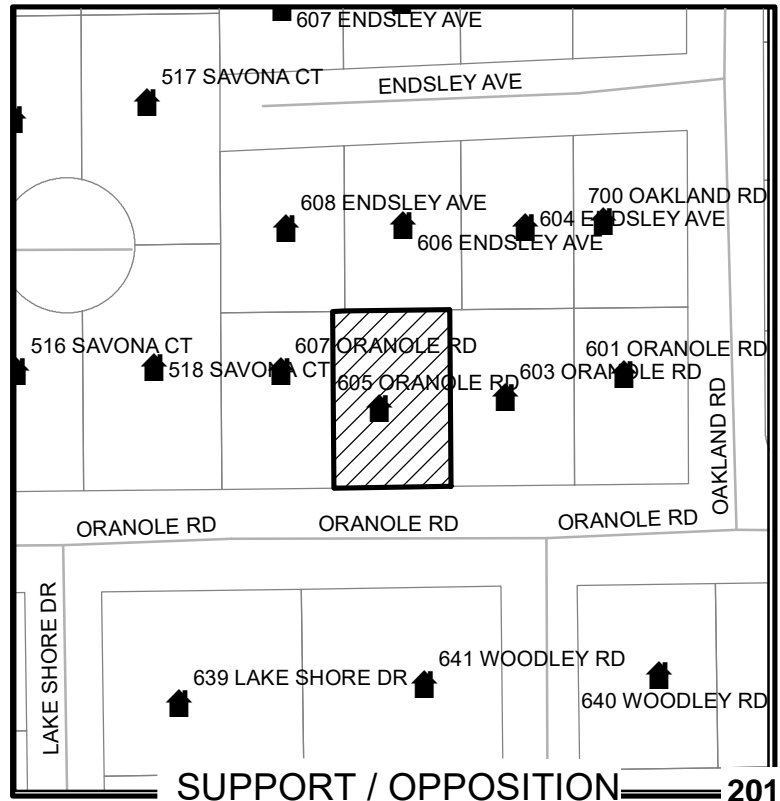 607 ENDSLEY AVE
517 SAVONA CT
ENDSLEY AVE
608 ENDSLEY AVE
700 OAKLAND RD
604 ENDSLEY AVE
606 ENDSLEY AVE
516 SAVONA CT
607 ORANOLE RD
601 ORANOLE RD
518 SAVONA CT
605 ORANOLE RD
603 ORANOLE RD
OAKLAND RD
ORANOLE RD
ORANOLE RD
ORANOLE RD
LAKE SHORE DR
641 WOODLEY RD
639 LAKE SHORE DR
640 WOODLEY RD
SUPPORT / OPPOSITION
201